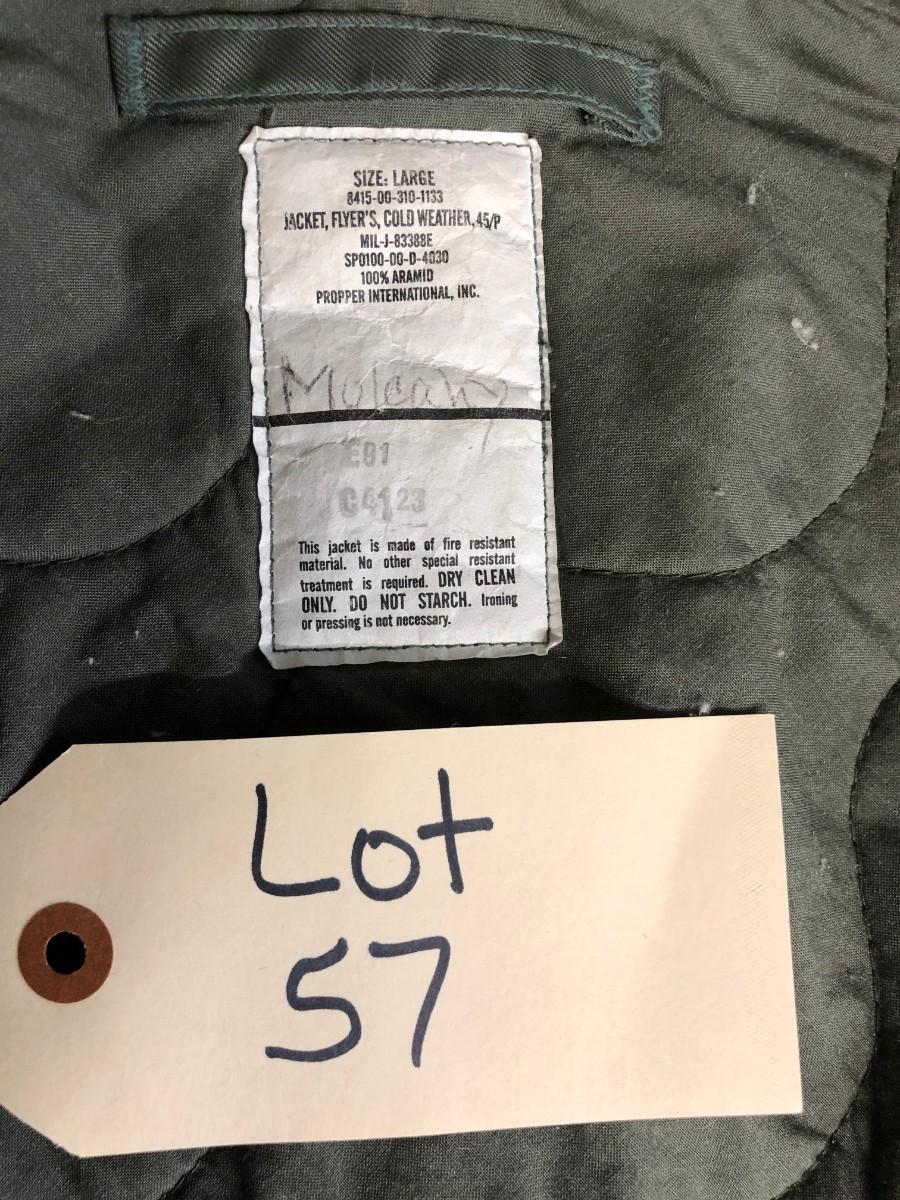 SIZE: LARGE
8415-00-310-1133
JACKET, FLYER'S, COLD WEATHER, 45/P
MIL-J-83388E
SP0100-00-D-4030
100% ARAMID
PROPPER INTERNATIONAL, INC.
Mulcahy
E91
C4123
This jacket is made of fire resistant
material. No other special resistant
treatment is required. DRY CLEAN
ONLY. DO NOT STARCH. Ironing
or pressing is not necessary.
Lot
57